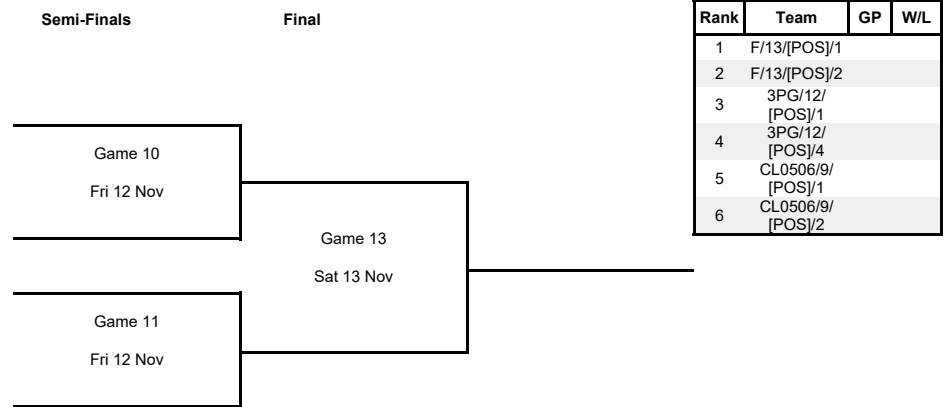 Semi-Finals
Final
Game 10
Fri 12 Nov
Game 13
Sat 13 Nov
Game 11
Fri 12 Nov
Rank Team GP W/L
1 F/13/[POS]/1
2 F/13/[POS]/2
3 3PG/12/
[POS]/1
4 3PG/12/
[POS]/4
5 CL0506/9/
[POS]/1
6 CL0506/9/
[POS]/2